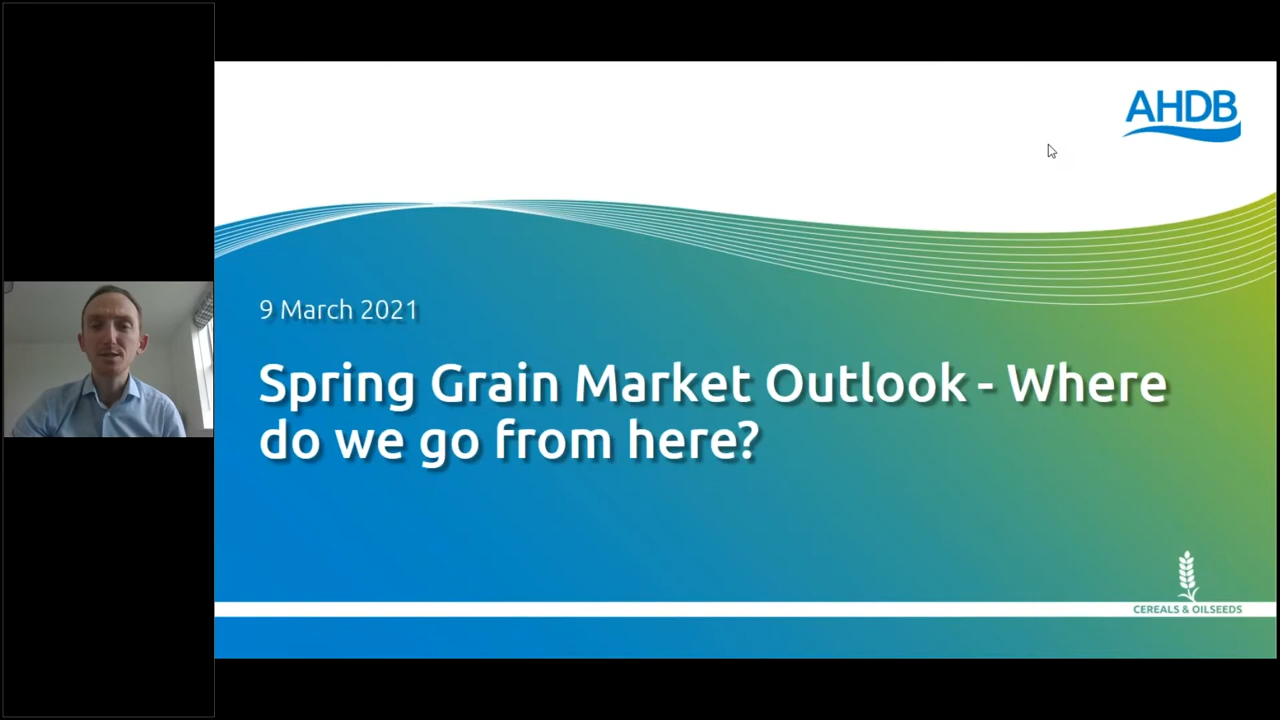 AHDB
9 March 2021
Spring Grain Market Outlook - Where
do we go from here?
CEREALS & OILSEEDS